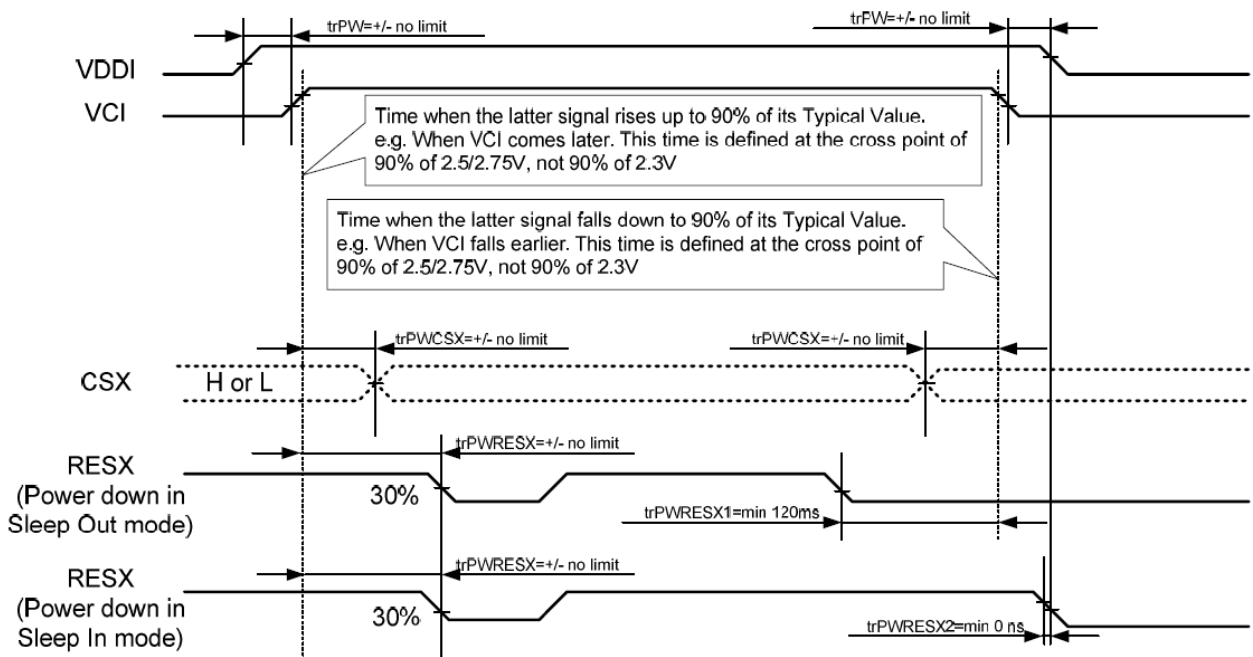 trPW=+/- no limit
trPW=+/- no limit
VDDI
VCI
Time when the latter signal rises up to 90% of its Typical Value.
e.g. When VCI comes later. This time is defined at the cross point of
90% of 2.5/2.75V, not 90% of 2.3V
Time when the latter signal falls down to 90% of its Typical Value.
e.g. When VCI falls earlier. This time is defined at the cross point of
90% of 2.5/2.75V, not 90% of 2.3V
trPWCSX=+/- no limit
trPWCSX=+/- no limit
CSX
H or L
trPWRESX=+/- no limit
RESX
(Power down in
Sleep Out mode)
30%
trPWRESX1=min 120ms
trPWRESX=+/- no limit
RESX
(Power down in
Sleep In mode)
30%
trPWRESX2=min 0 ns